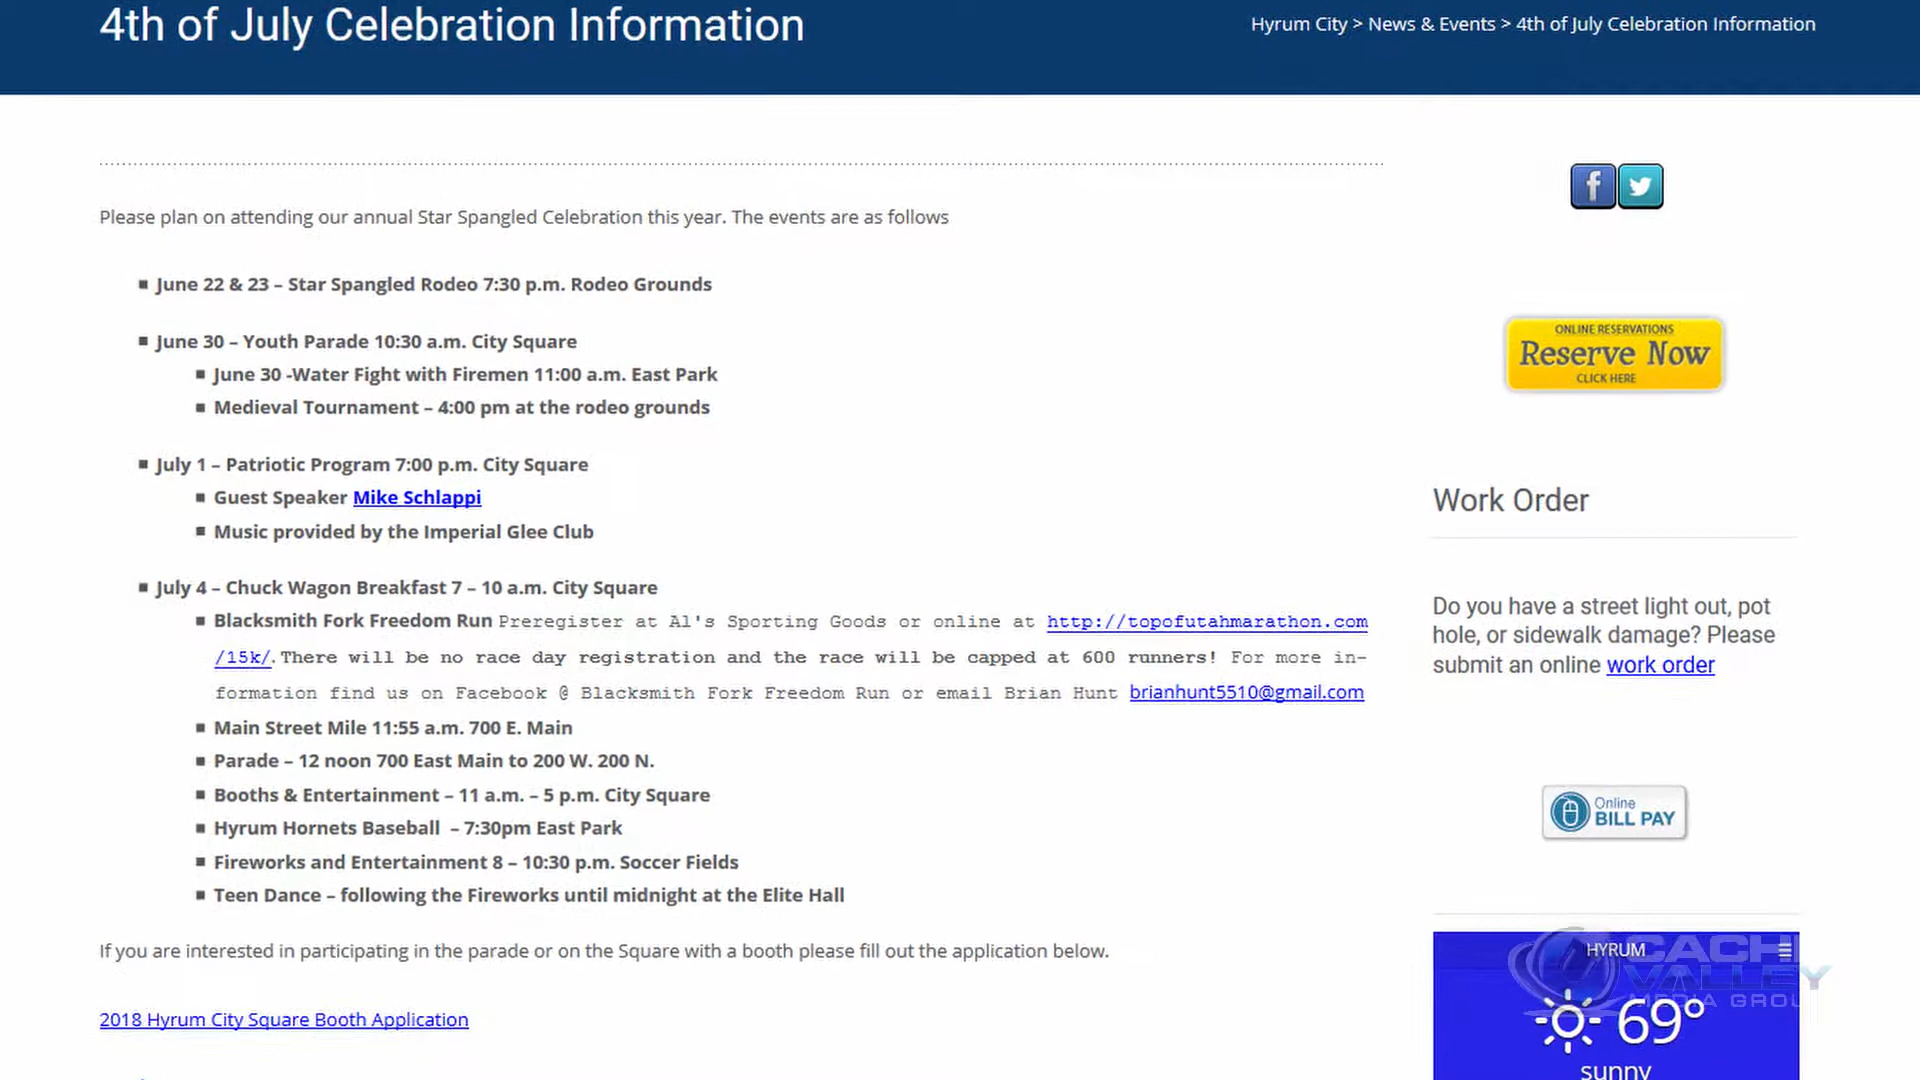 4th of July Celebration Information
Hyrum City > News & Events > 4th of July Celebration Information
Please plan on attending our annual Star Spangled Celebration this year. The events are as follows
June 22 & 23 – Star Spangled Rodeo 7:30 p.m. Rodeo Grounds
June 30 – Youth Parade 10:30 a.m. City Square
June 30 -Water Fight with Firemen 11:00 a.m. East Park
Medieval Tournament – 4:00 pm at the rodeo grounds
July 1 – Patriotic Program 7:00 p.m. City Square
Guest Speaker Mike Schlappi
Music provided by the Imperial Glee Club
July 4 – Chuck Wagon Breakfast 7 – 10 a.m. City Square
Blacksmith Fork Freedom Run Preregister at Al's Sporting Goods or online at http://topofutahmarathon.com
/15k/. There will be no race day registration and the race will be capped at 600 runners! For more in-
formation find us on Facebook @ Blacksmith Fork Freedom Run or email Brian Hunt brianhunt5510@gmail.com
Main Street Mile 11:55 a.m. 700 E. Main
Parade – 12 noon 700 East Main to 200 W. 200 N.
Booths & Entertainment – 11 a.m. – 5 p.m. City Square
Hyrum Hornets Baseball – 7:30pm East Park
Fireworks and Entertainment 8 – 10:30 p.m. Soccer Fields
Teen Dance – following the Fireworks until midnight at the Elite Hall
If you are interested in participating in the parade or on the Square with a booth please fill out the application below.
2018 Hyrum City Square Booth Application
ONLINE RESERVATIONS
Reserve Now
CLICK HERE
Work Order
Do you have a street light out, pot
hole, or sidewalk damage? Please
submit an online work order
Online
BILL PAY
HYRUM
CACHE
VALLEY
MEDIA GROUP
69°
sunny